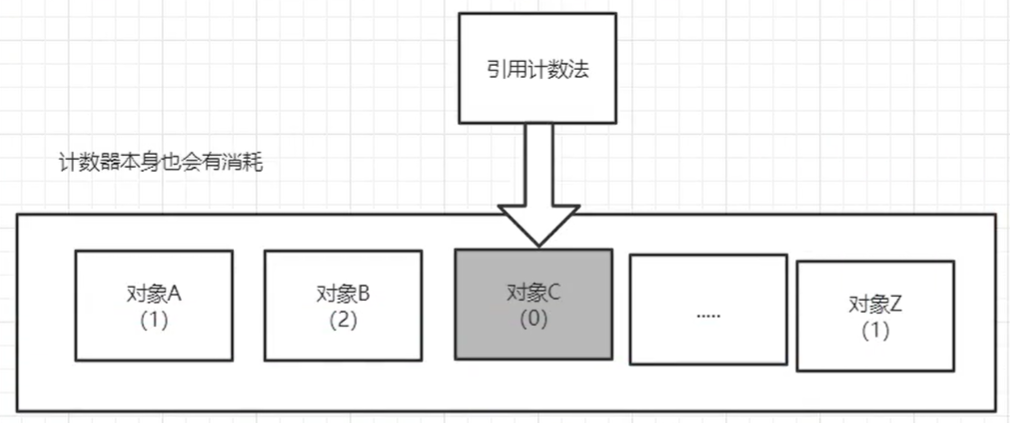 引用计数法
计数器本身也会有消耗
对象A
(1)
对象B
(2)
对象C
(0)
.....
对象Z
(1)